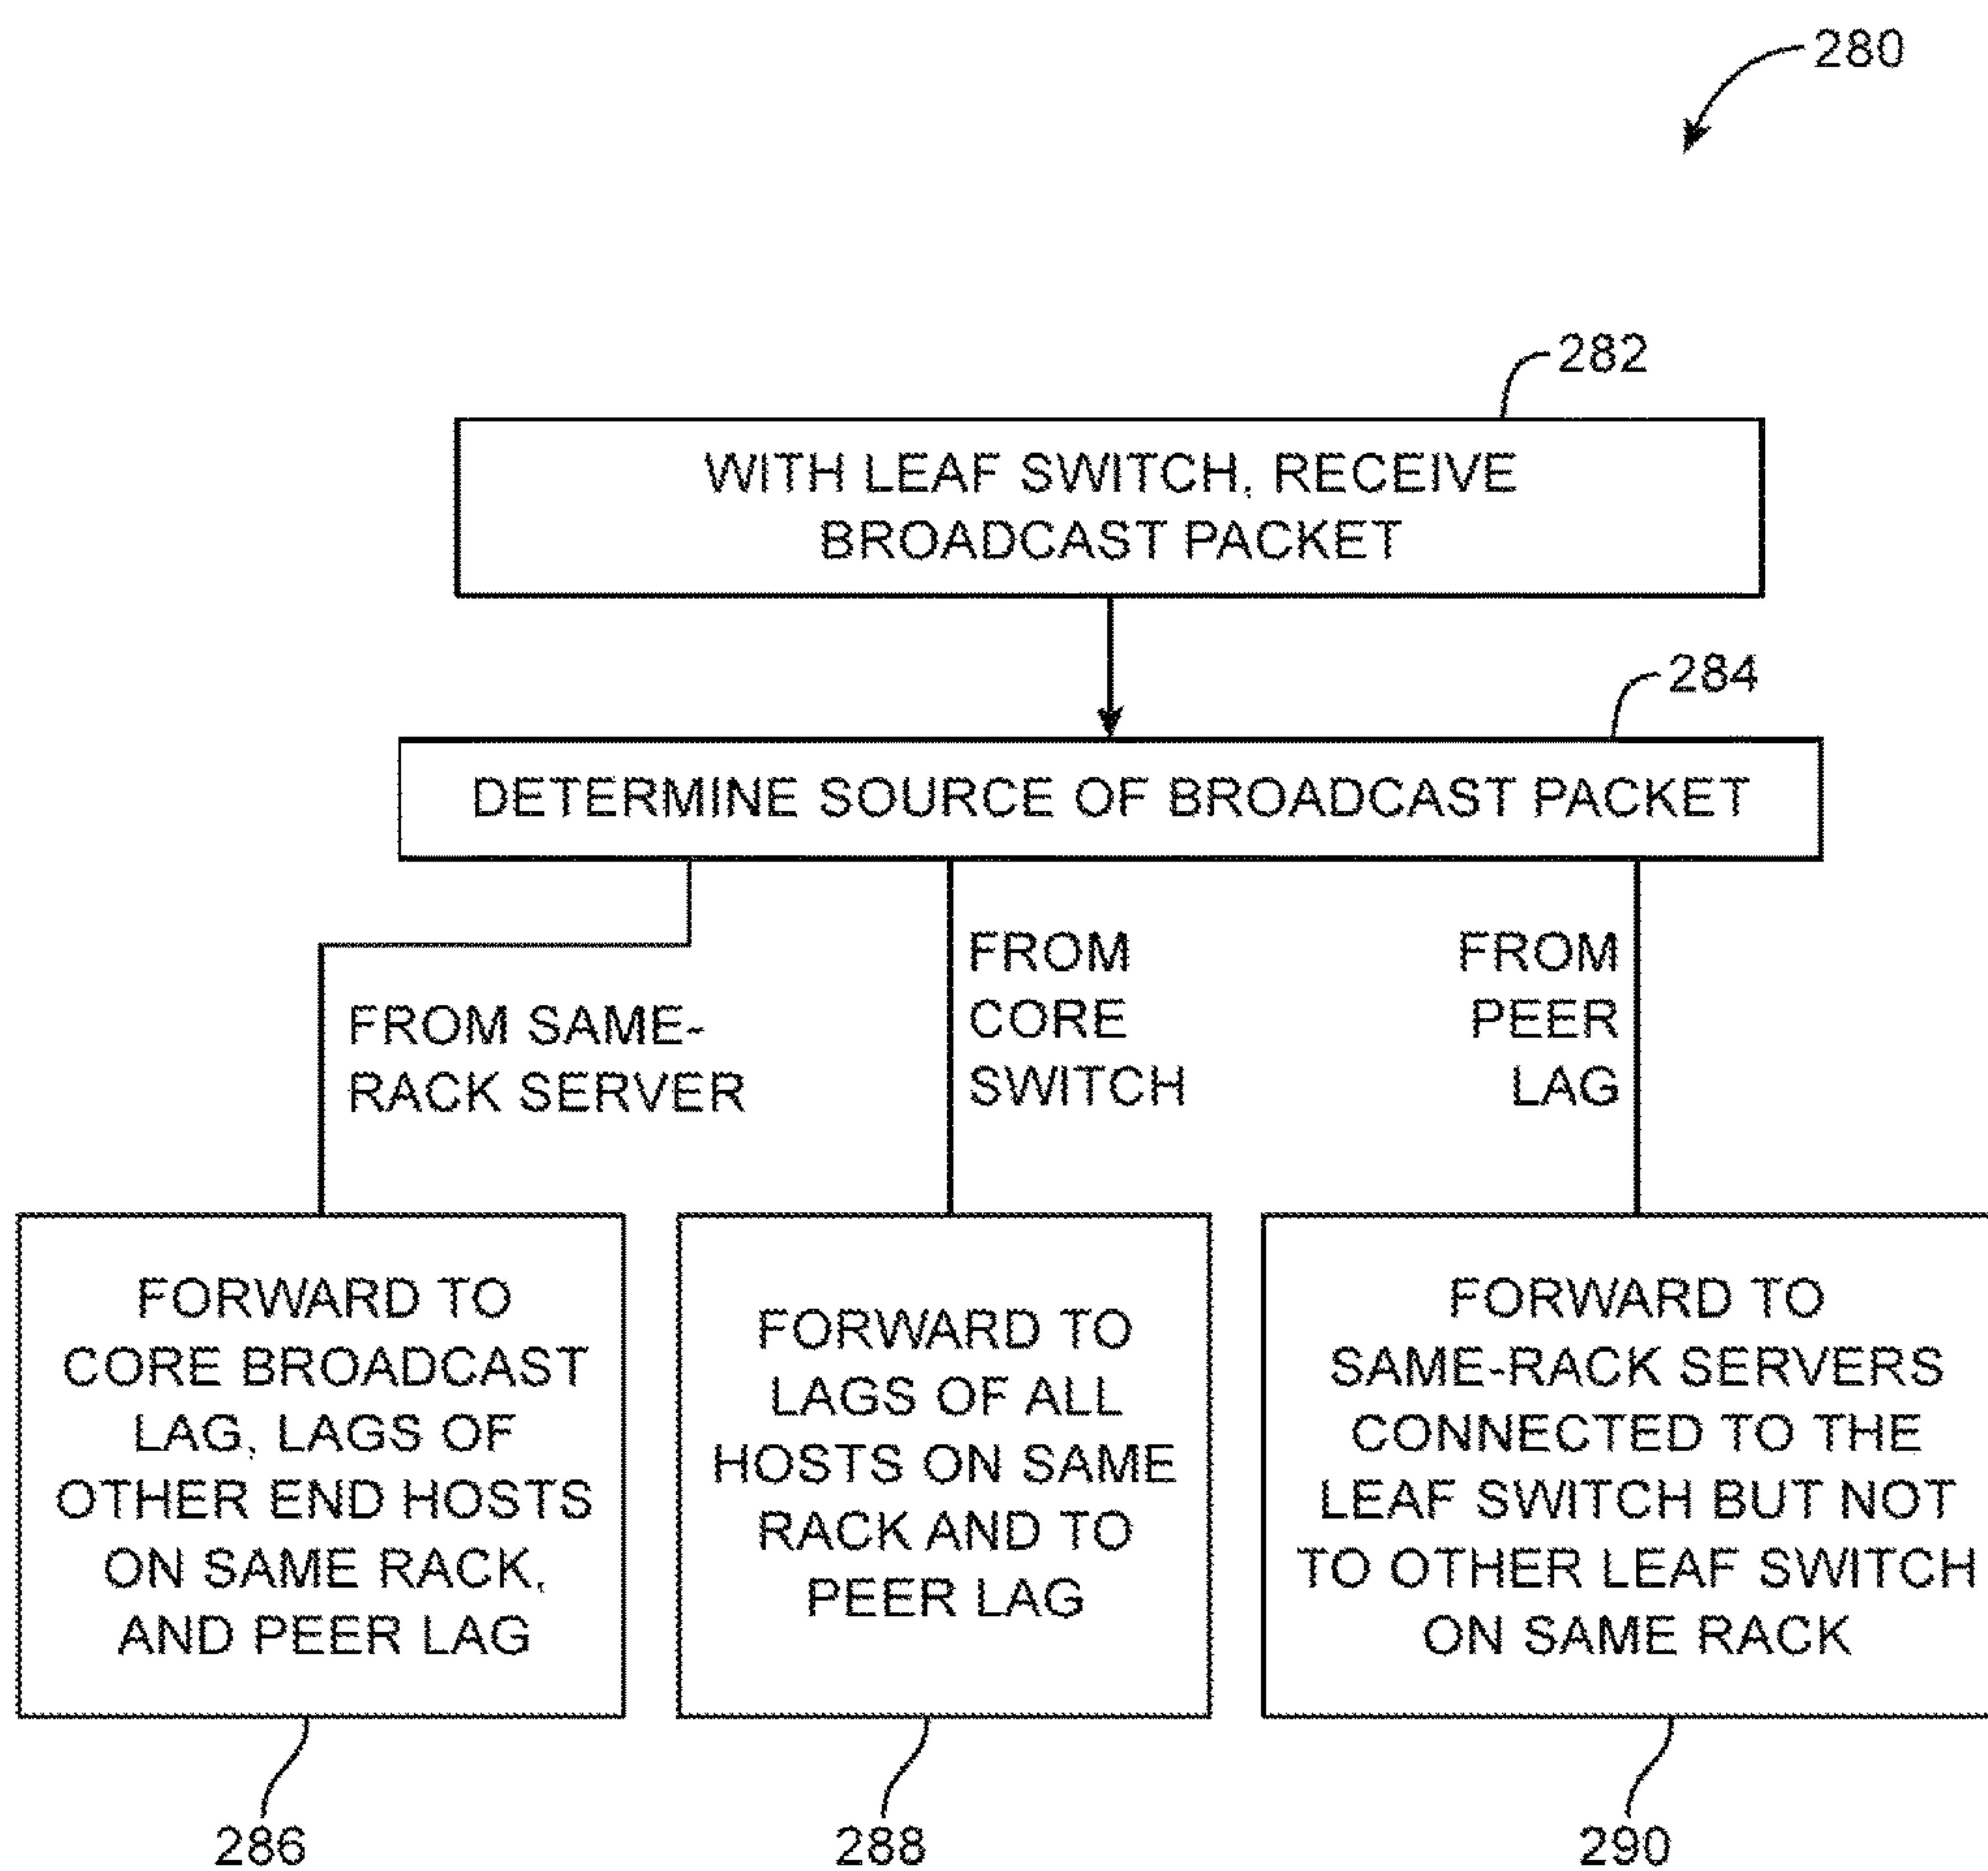 280
282
WITH LEAF SWITCH, RECEIVE
BROADCAST PACKET
284
DETERMINE SOURCE OF BROADCAST PACKET
FROM SAME-
RACK SERVER
FROM
CORE
SWITCH
FROM
PEER
LAG
FORWARD TO
CORE BROADCAST
LAG, LAGS OF
OTHER END HOSTS
ON SAME RACK,
AND PEER LAG
FORWARD TO
LAGS OF ALL
HOSTS ON SAME
RACK AND TO
PEER LAG
FORWARD TO
SAME-RACK SERVERS
CONNECTED TO THE
LEAF SWITCH BUT NOT
TO OTHER LEAF SWITCH
ON SAME RACK
286
288
290